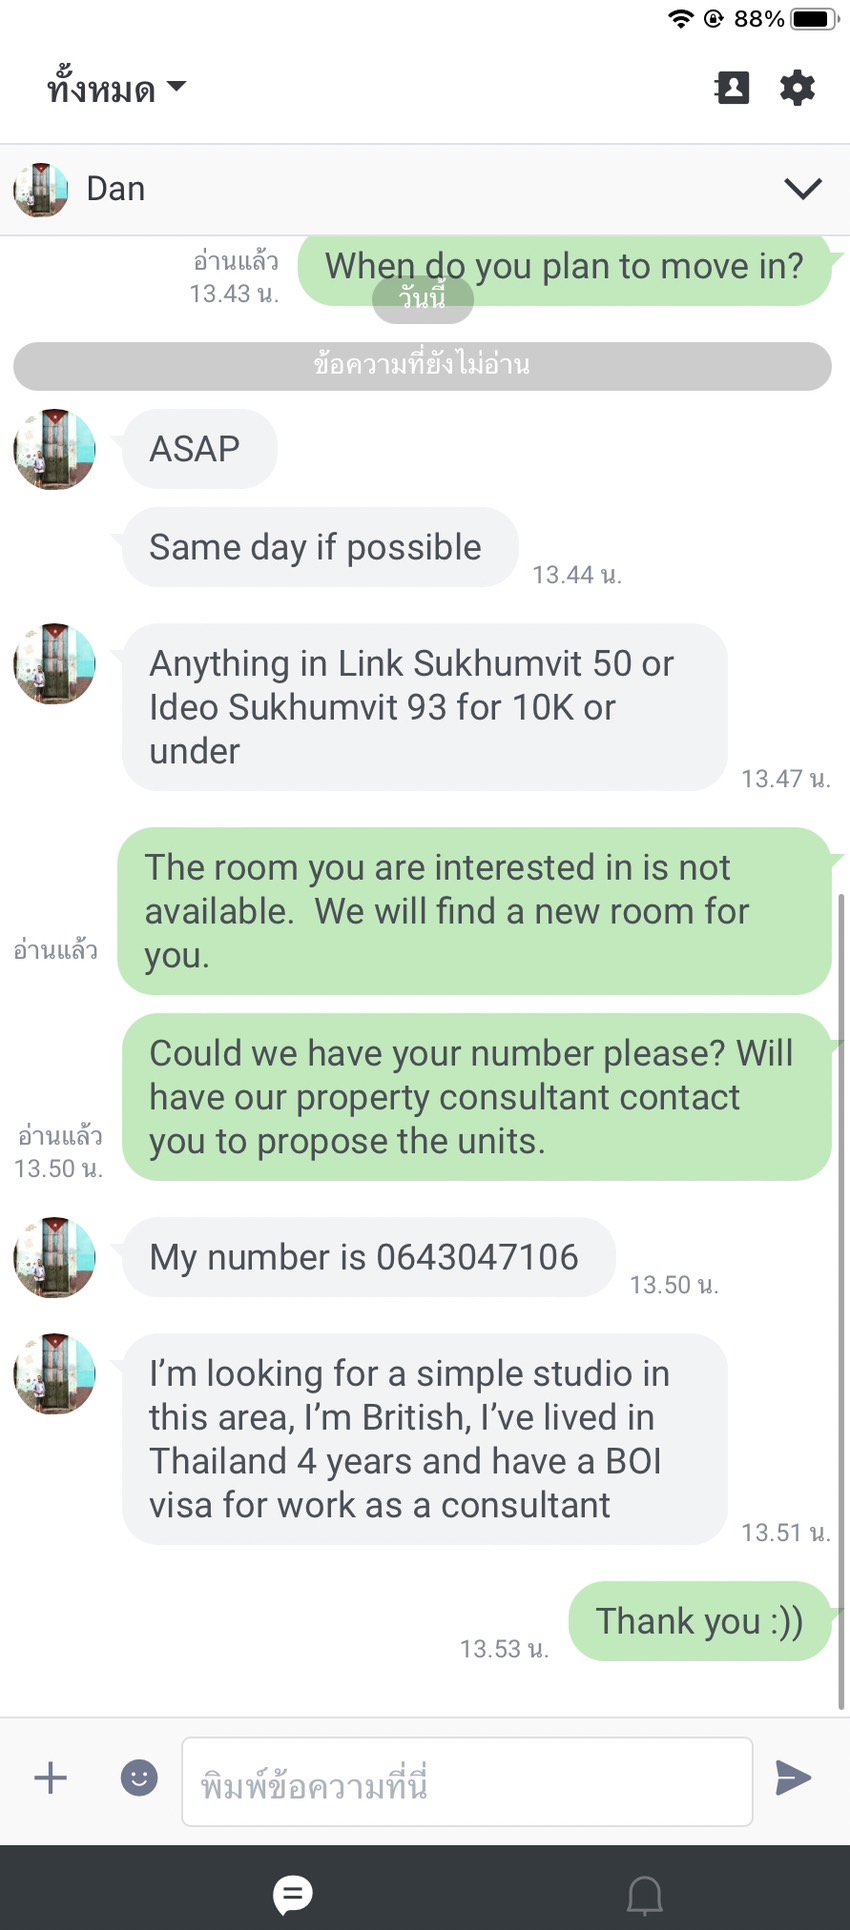 88%
ทั้งหมด
Dan
When do you plan to move in?
อ่านแล้ว
13.43 น.
วันนี้
ข้อความที่ยังไม่อ่าน
ASAP
Same day if possible
13.44 น.
Anything in Link Sukhumvit 50 or
Ideo Sukhumvit 93 for 10K or
under
13.47 น.
The room you are interested in is not
available.  We will find a new room for
you.
อ่านแล้ว
Could we have your number please? Will
have our property consultant contact
you to propose the units.
อ่านแล้ว
13.50 น.
My number is 0643047106
13.50 น.
I’m looking for a simple studio in
this area, I’m British, I’ve lived in
Thailand 4 years and have a BOI
visa for work as a consultant
13.51 น.
Thank you :))
13.53 น.
พิมพ์ข้อความที่นี่